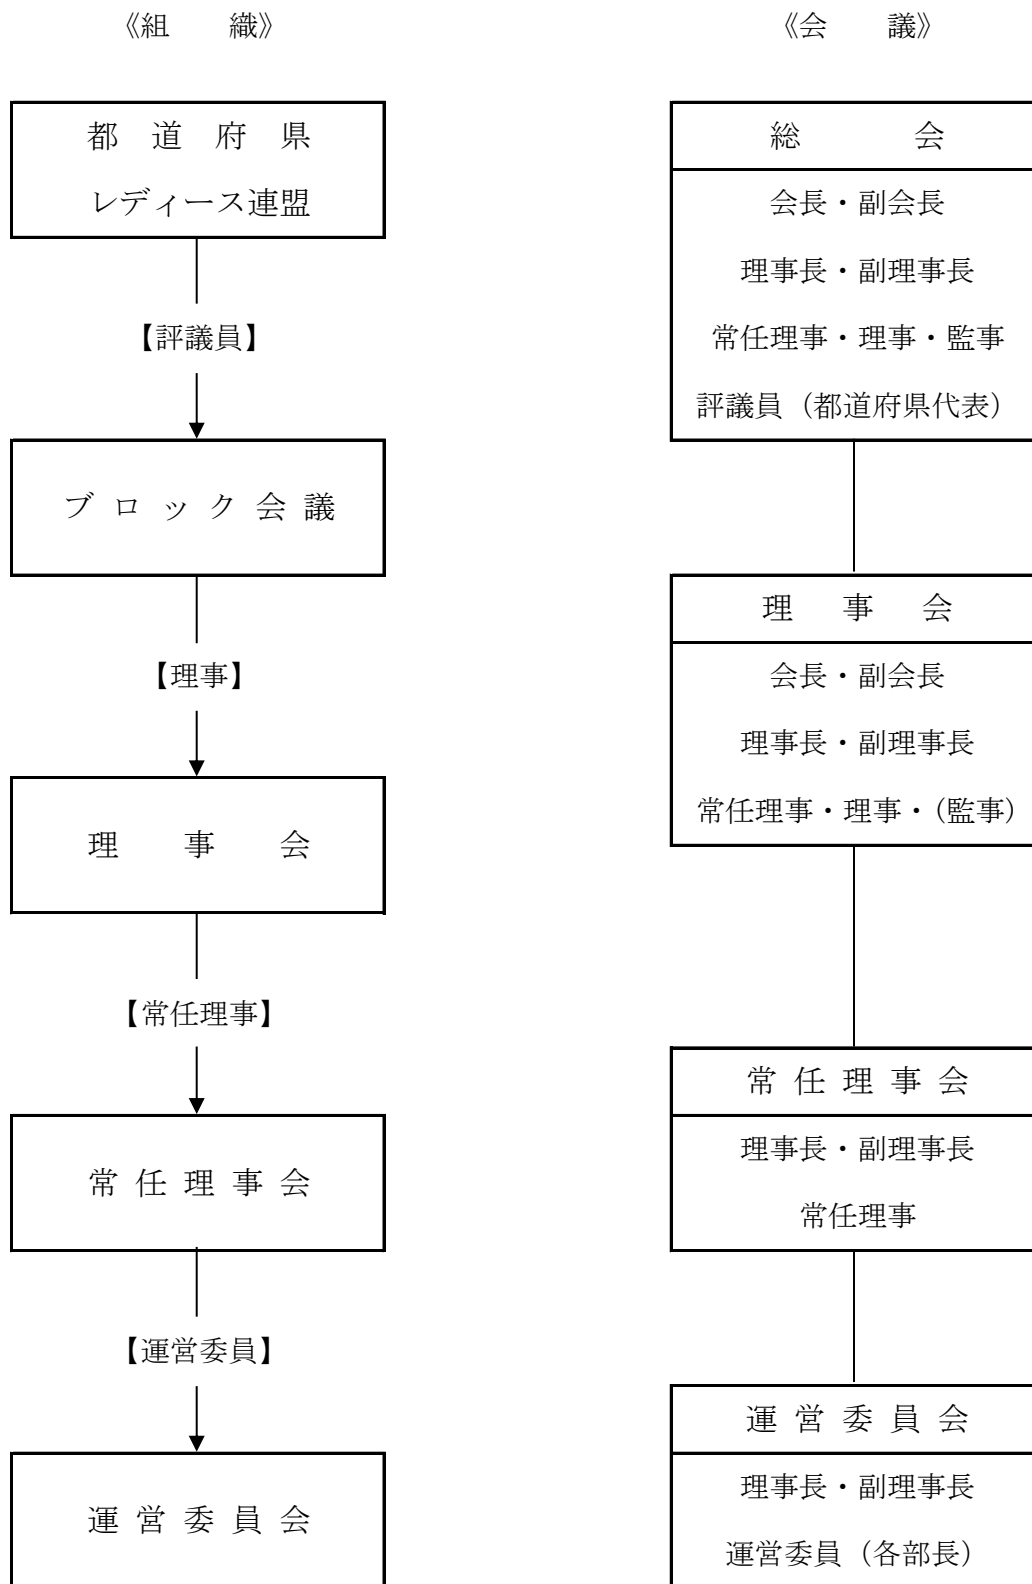 《組　　織》
都　道　府　県
レディース連盟
【評議員】
ブ ロ ッ ク 会 議
【理事】
理　　事　　会
【常任理事】
常 任 理 事 会
【運営委員】
運 営 委 員 会
《会　　議》
総　　　会
会長・副会長
理事長・副理事長
常任理事・理事・監事
評議員（都道府県代表）
理　事　会
会長・副会長
理事長・副理事長
常任理事・理事・（監事）
常 任 理 事 会
理事長・副理事長
常任理事
運 営 委 員 会
理事長・副理事長
運営委員（各部長）